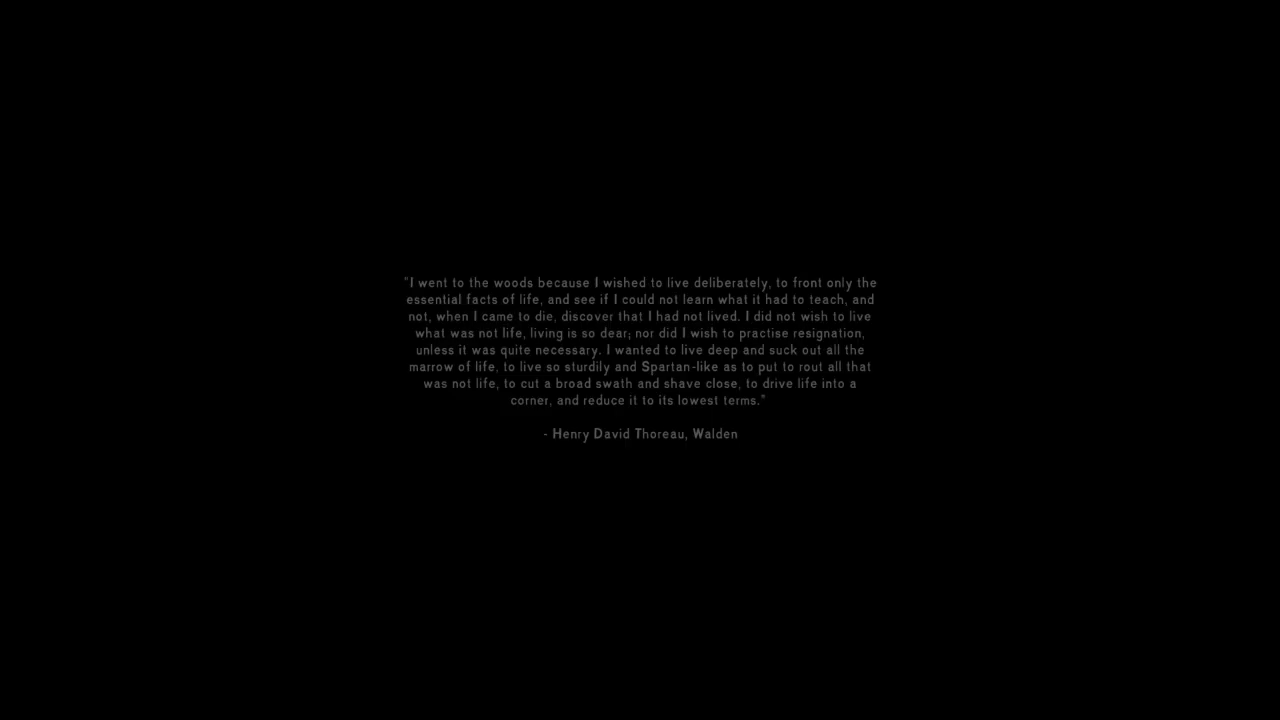 "I went to the woods because I wished to live deliberately, to front only the
essential facts of life, and see if I could not learn what it had to teach, and
not, when I came to die, discover that I had not lived. I did not wish to live
what was not life, living is so dear; nor did I wish to practise resignation,
unless it was quite necessary. I wanted to live deep and suck out all the
marrow of life, to live so sturdily and Spartan-like as to put to rout all that
was not life, to cut a broad swath and shave close, to drive life into a
corner, and reduce it to its lowest terms."
- Henry David Thoreau, Walden